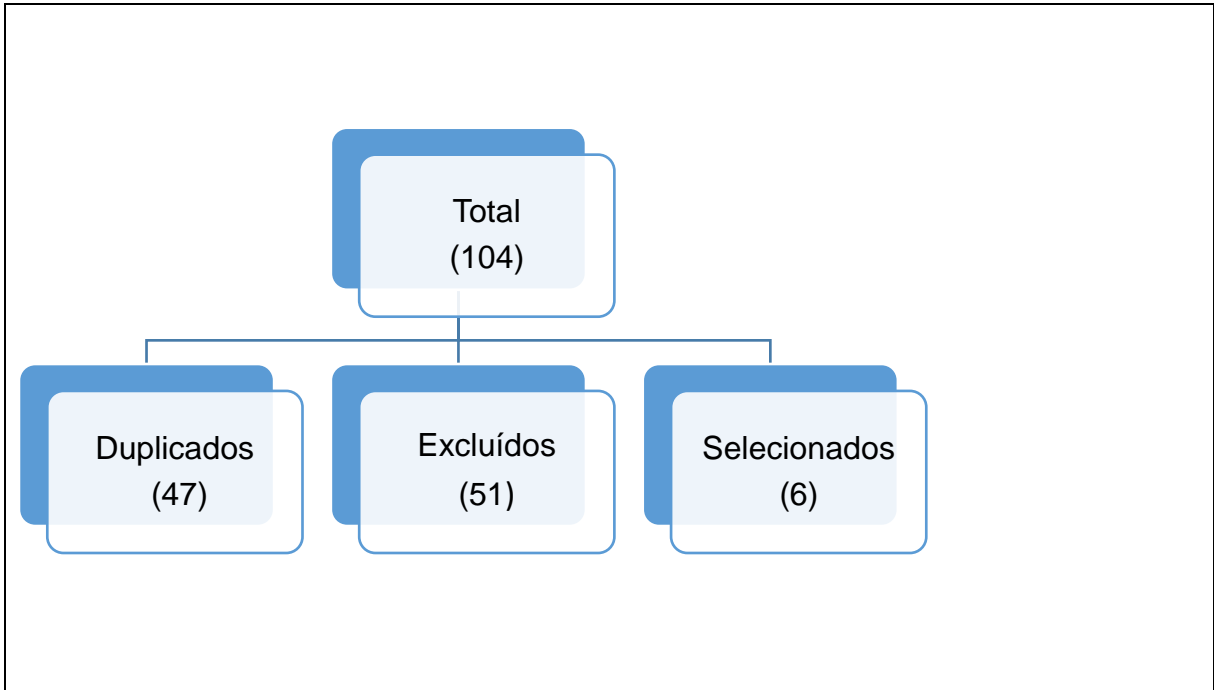 Total
(104)
Duplicados
(47)
Excluídos
(51)
Selecionados
(6)